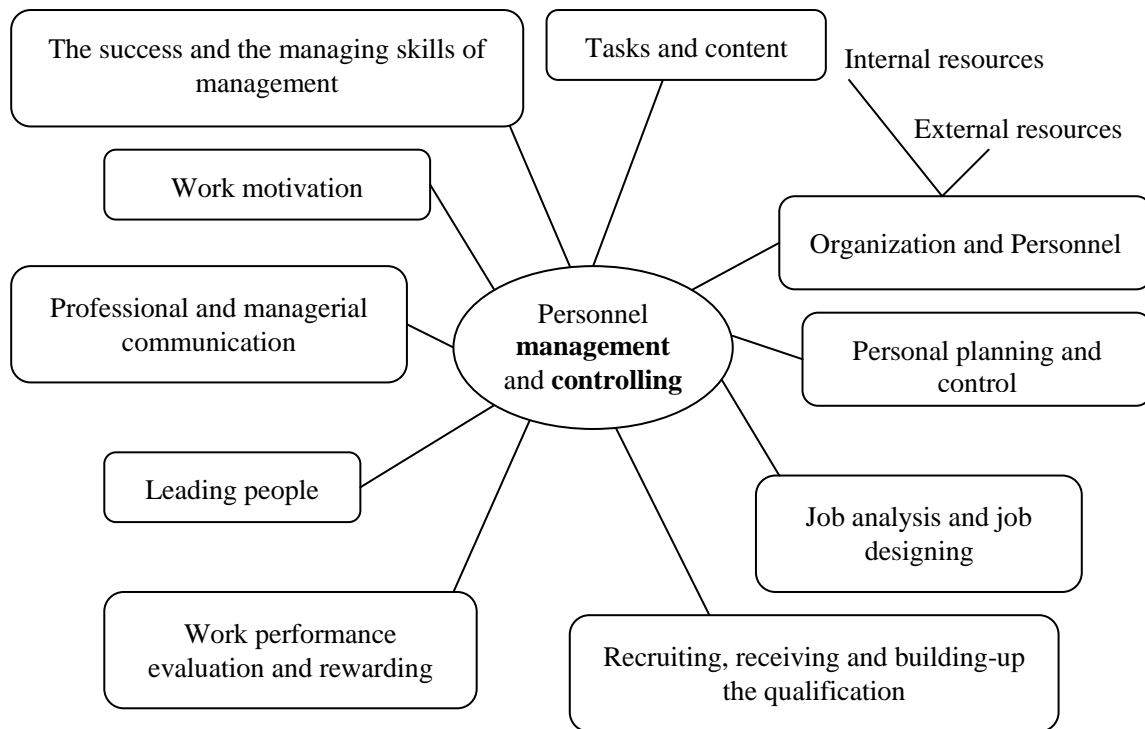 The success and the managing skills of
management
Tasks and content
Internal resources
External resources
Work motivation
Organization and Personnel
Professional and managerial
communication
Personnel
management
and controlling
Personal planning and
control
Leading people
Job analysis and job
designing
Work performance
evaluation and rewarding
Recruiting, receiving and building-up
the qualification